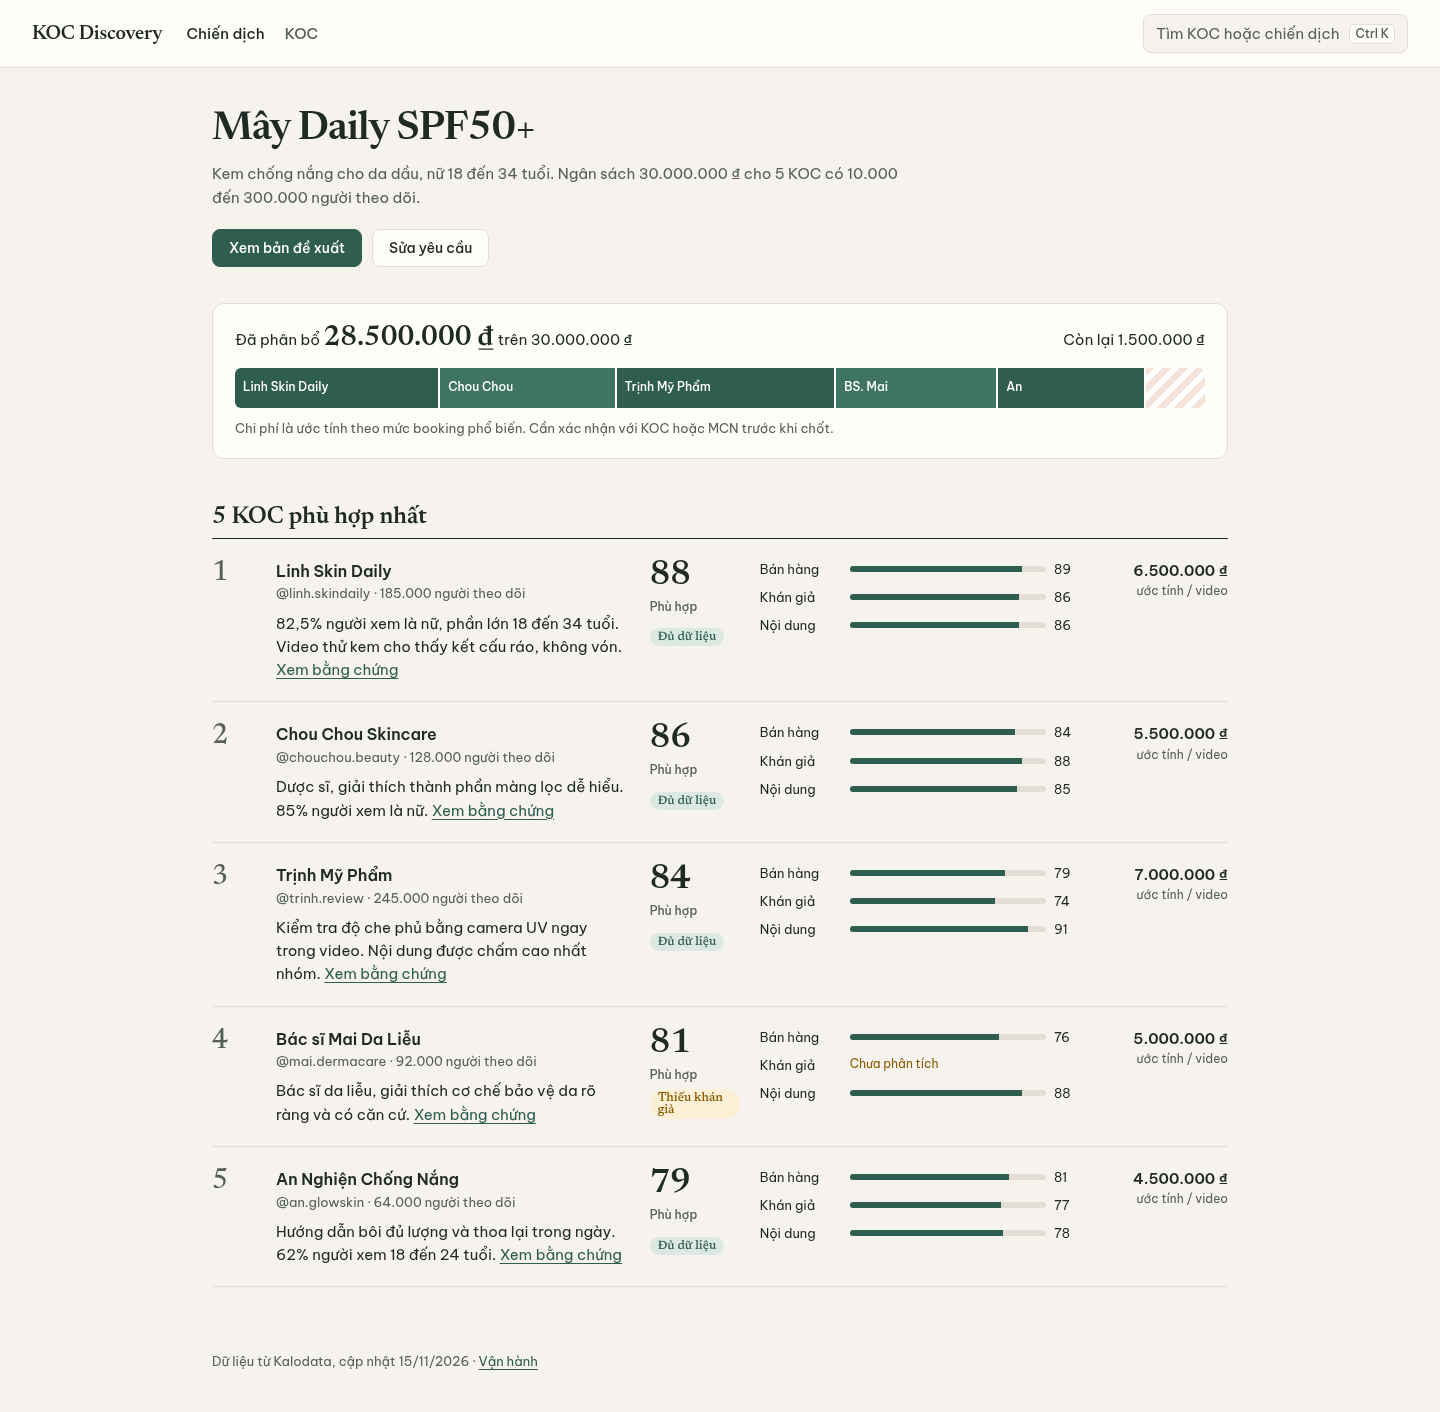 KOC Discovery
Chiến dịch
KOC
Tìm KOC hoặc chiến dịch
Ctrl K
Mây Daily SPF50+
Kem chống nắng cho da dầu, nữ 18 đến 34 tuổi. Ngân sách 30.000.000 ₫ cho 5 KOC có 10.000
đến 300.000 người theo dõi.
Xem bản đề xuất
Sửa yêu cầu
Đã phân bổ 28.500.000 ₫ trên 30.000.000 ₫
Còn lại 1.500.000 ₫
Linh Skin Daily
Chou Chou
Trịnh Mỹ Phẩm
BS. Mai
An
Chi phí là ước tính theo mức booking phổ biến. Cần xác nhận với KOC hoặc MCN trước khi chốt.
5 KOC phù hợp nhất
1
Linh Skin Daily
@linh.skindaily · 185.000 người theo dõi
82,5% người xem là nữ, phần lớn 18 đến 34 tuổi.
Video thử kem cho thấy kết cấu ráo, không vón.
Xem bằng chứng
88
Phù hợp
Đủ dữ liệu
Bán hàng 89
Khán giả 86
Nội dung 86
6.500.000 ₫
ước tính / video
2
Chou Chou Skincare
@chouchou.beauty · 128.000 người theo dõi
Dược sĩ, giải thích thành phần màng lọc dễ hiểu.
85% người xem là nữ. Xem bằng chứng
86
Phù hợp
Đủ dữ liệu
Bán hàng 84
Khán giả 88
Nội dung 85
5.500.000 ₫
ước tính / video
3
Trịnh Mỹ Phẩm
@trinh.review · 245.000 người theo dõi
Kiểm tra độ che phủ bằng camera UV ngay
trong video. Nội dung được chấm cao nhất
nhóm. Xem bằng chứng
84
Phù hợp
Đủ dữ liệu
Bán hàng 79
Khán giả 74
Nội dung 91
7.000.000 ₫
ước tính / video
4
Bác sĩ Mai Da Liễu
@mai.dermacare · 92.000 người theo dõi
Bác sĩ da liễu, giải thích cơ chế bảo vệ da rõ
ràng và có căn cứ. Xem bằng chứng
81
Phù hợp
Thiếu khán
giả
Bán hàng 76
Khán giả Chưa phân tích
Nội dung 88
5.000.000 ₫
ước tính / video
5
An Nghiện Chống Nắng
@an.glowskin · 64.000 người theo dõi
Hướng dẫn bôi đủ lượng và thoa lại trong ngày.
62% người xem 18 đến 24 tuổi. Xem bằng chứng
79
Phù hợp
Đủ dữ liệu
Bán hàng 81
Khán giả 77
Nội dung 78
4.500.000 ₫
ước tính / video
Dữ liệu từ Kalodata, cập nhật 15/11/2026 · Vận hành